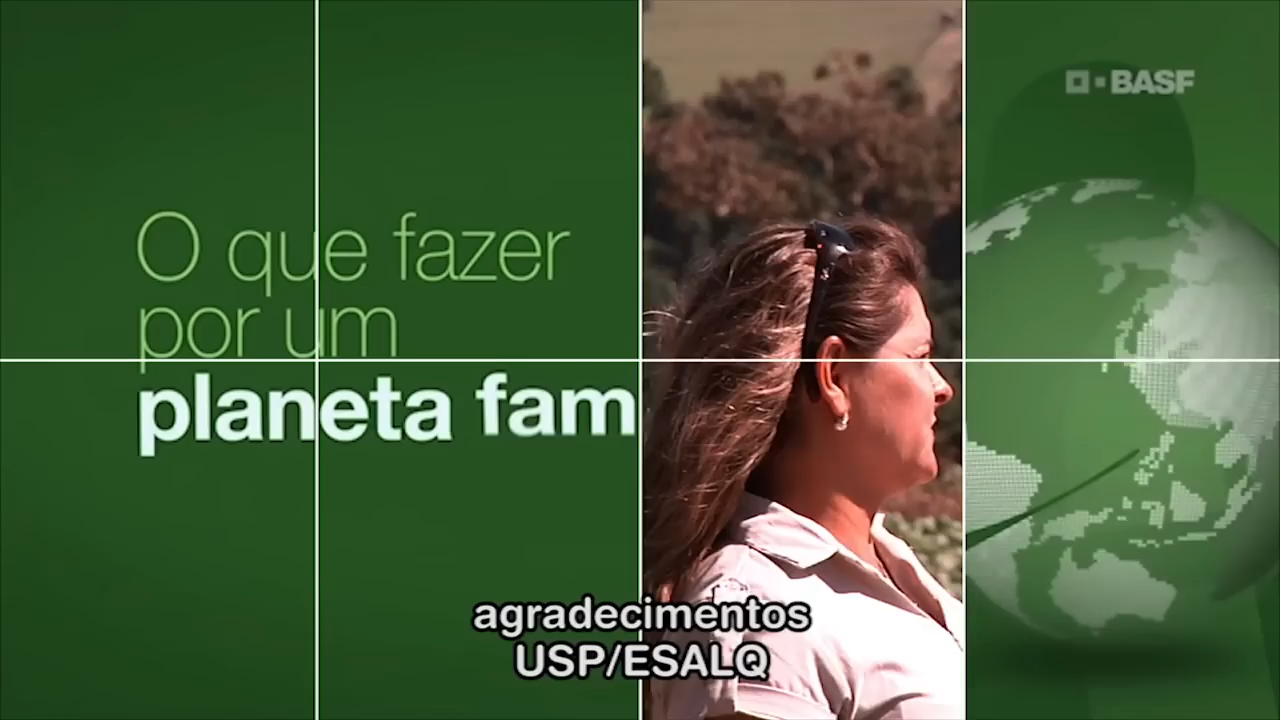 BASF
O que fazer
por um
planeta fam
agradecimentos
USP/ESALQ